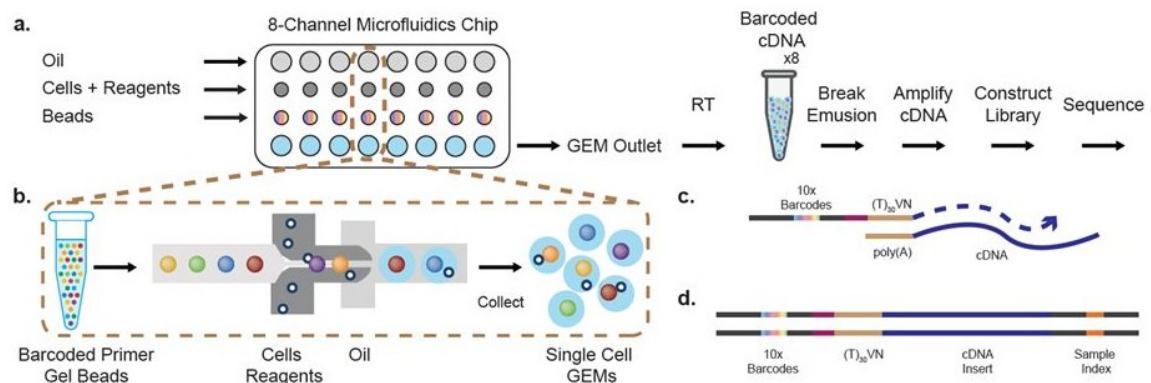 a.
8-Channel Microfluidics Chip
Oil
Cells + Reagents
Beads
GEM Outlet
RT
Barcoded
cDNA
x8
Break
Emusion
Amplify
cDNA
Construct
Library
Sequence
b.
Barcoded Primer
Gel Beads
Cells
Reagents
Oil
Collect
Single Cell
GEMs
c.
10x
Barcodes
(T)₃₀VN
poly(A)
cDNA
d.
10x
Barcodes
(T)₃₀VN
cDNA
Insert
Sample
Index